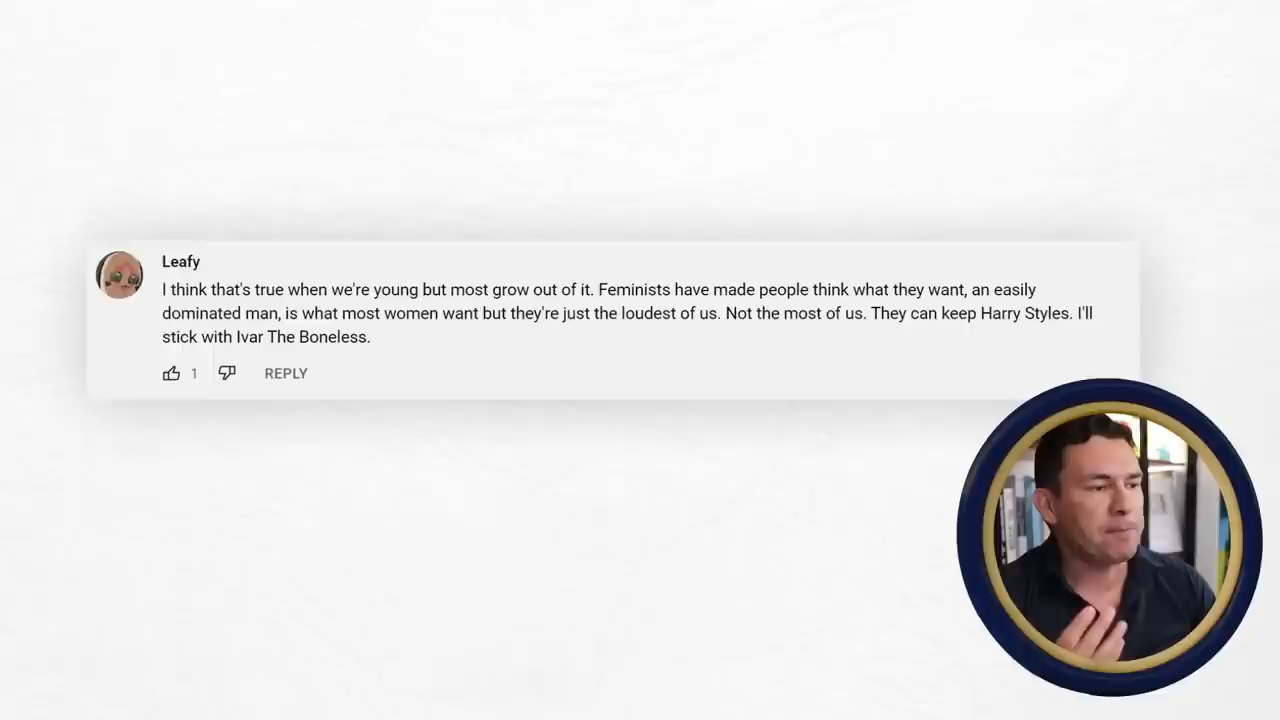 Leafy
I think that's true when we're young but most grow out of it. Feminists have made people think what they want, an easily
dominated man, is what most women want but they're just the loudest of us. Not the most of us. They can keep Harry Styles. I'll
stick with Ivar The Boneless.
1 REPLY